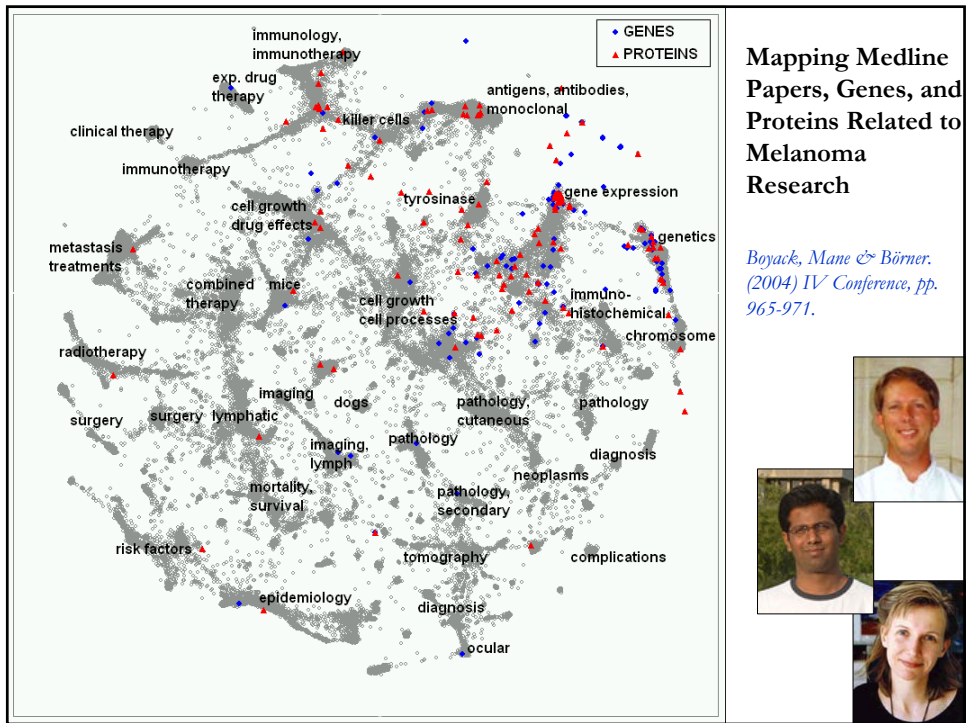 GENES
PROTEINS
immunology,
immunotherapy
exp. drug
therapy
antigens, antibodies,
monoclonal
clinical therapy
killer cells
immunotherapy
gene expression
tyrosinase
cell growth
drug effects
genetics
metastasis
treatments
combined
therapy
mice
cell growth
cell processes
immuno-
histochemical
chromosome
radiotherapy
imaging
dogs
surgery
surgery
lymphatic
pathology,
cutaneous
pathology
imaging,
lymph
pathology
diagnosis
neoplasms
mortality,
survival
pathology,
secondary
risk factors
tomography
complications
epidemiology
diagnosis
ocular
Mapping Medline
Papers, Genes, and
Proteins Related to
Melanoma
Research
Boyack, Mane & Börner.
(2004) IV Conference, pp.
965-971.